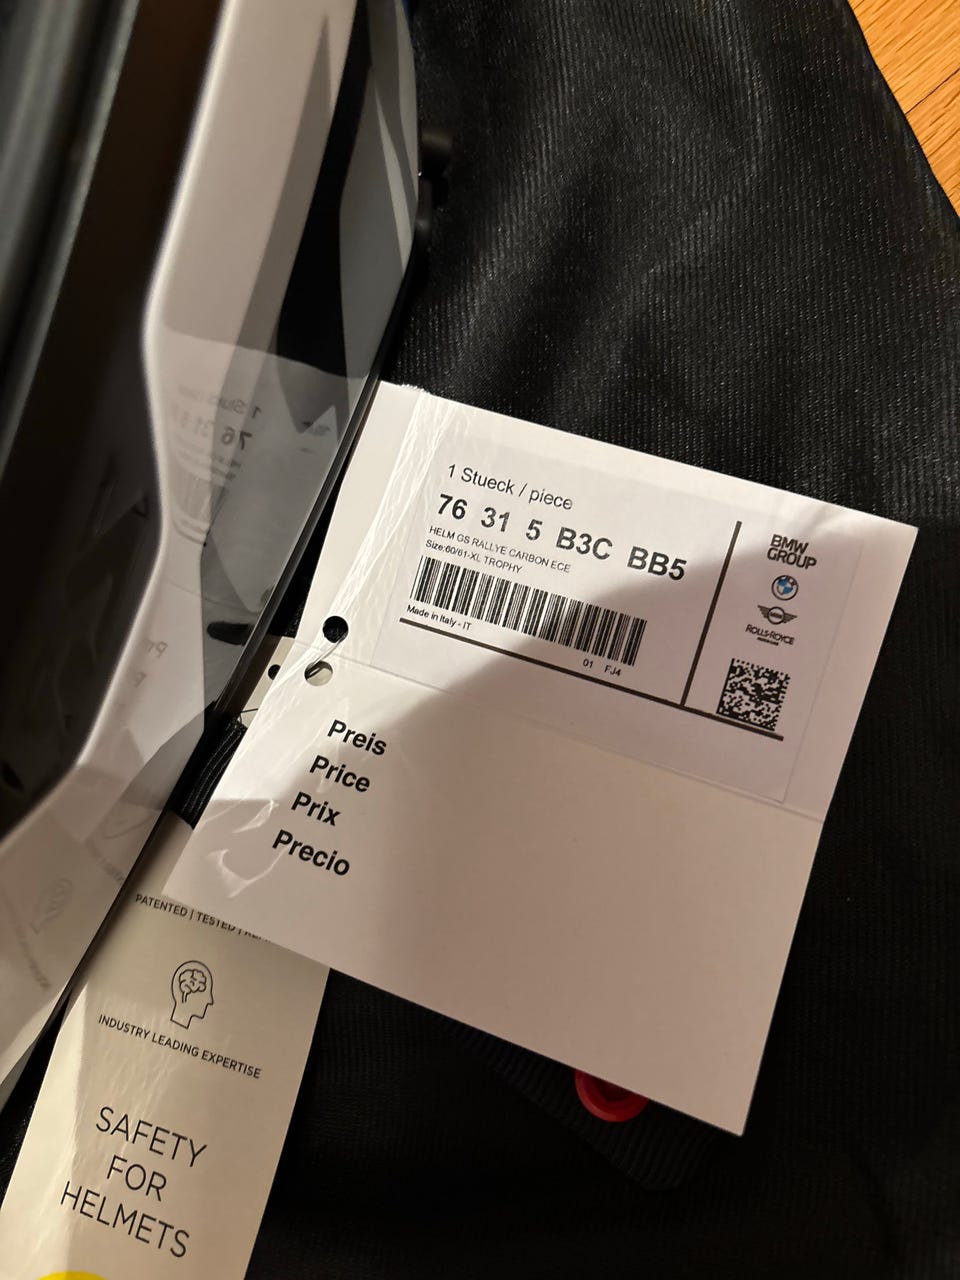 1 Stueck / piece
76 31 5 B3C BB5
HELM GS RALLYE CARBON ECE
Size:60/61-XL TROPHY
Made in Italy - IT
01 FJ4
BMW
GROUP
ROLLS-ROYCE
Preis
Price
Prix
Precio
PATENTED | TESTED |
INDUSTRY LEADING EXPERTISE
SAFETY
FOR
HELMETS